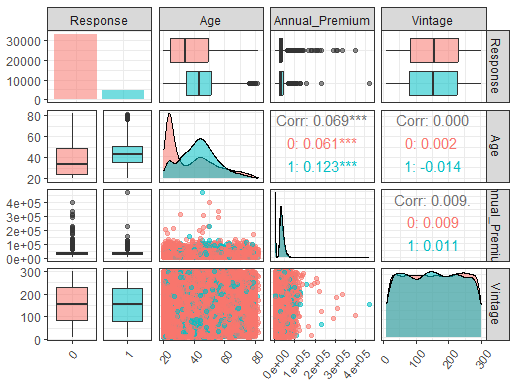 Response
Age
Annual_Premium
Vintage
30000
20000
10000
0
Response
80
60
40
20
Corr: 0.069***
0: 0.061***
1: 0.123***
Corr: 0.000
0: 0.002
1: -0.014
Age
4e+05
3e+05
2e+05
1e+05
0e+00
Corr: 0.009.
0: 0.009
1: 0.011
nnual_Premiu
300
200
100
0
Vintage
0
1
20
40
60
80
0e+00
1e+05
2e+05
3e+05
4e+05
0
100
200
300